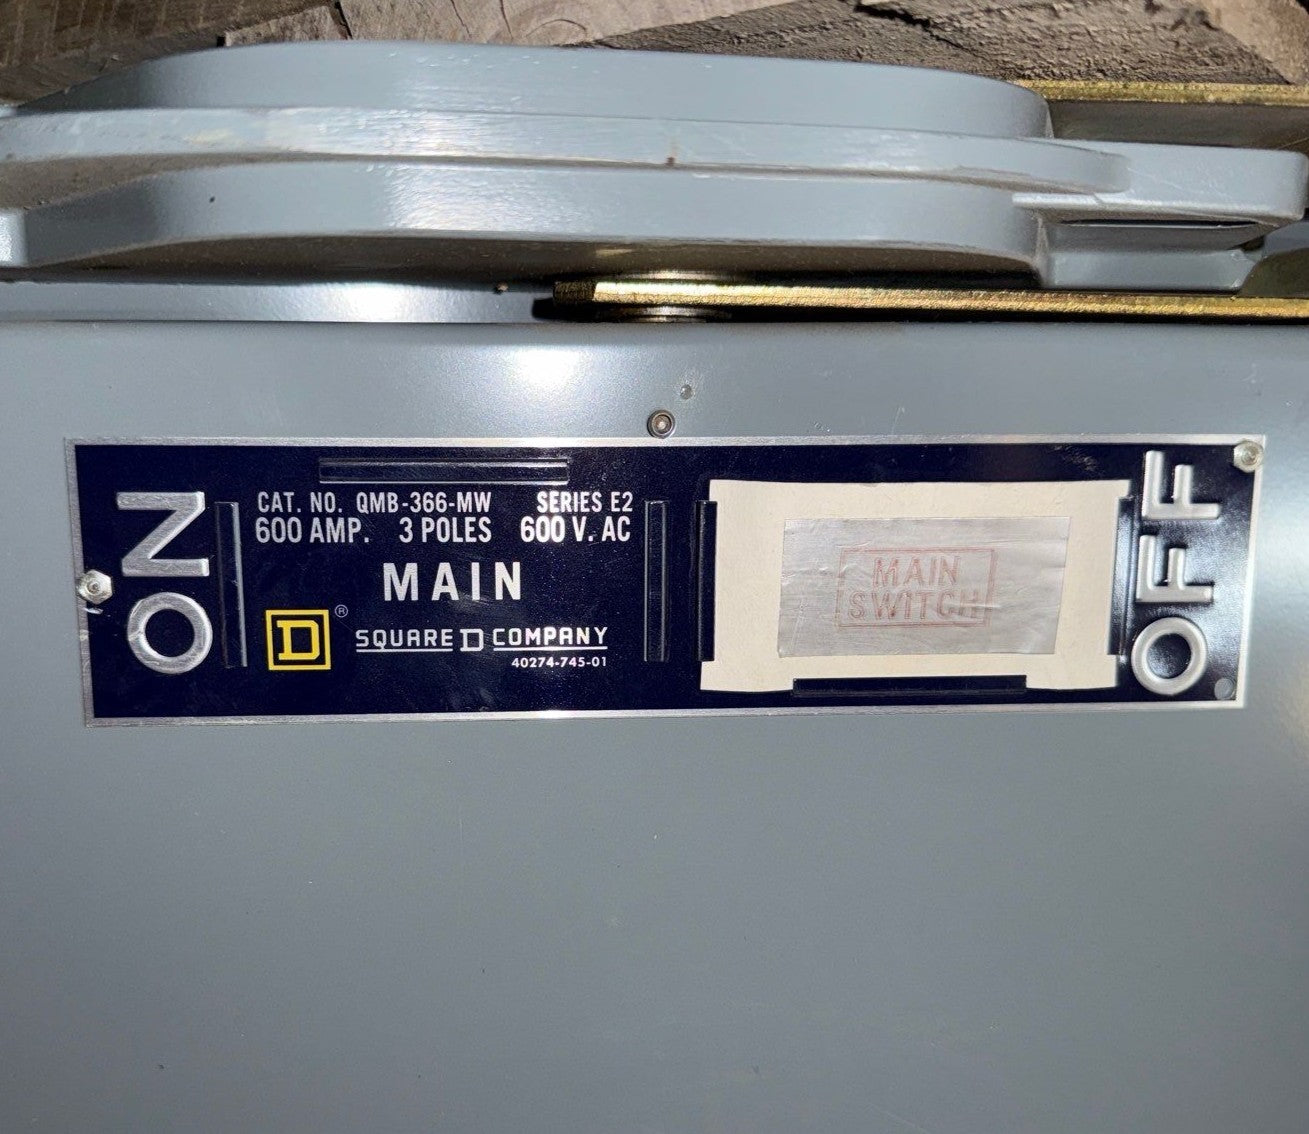 ON
CAT. NO. QMB-366-MW SERIES E2
600 AMP. 3 POLES 600 V. AC
MAIN
D ® SQUARE D COMPANY
40274-745-01
MAIN
SWITCH
OFF